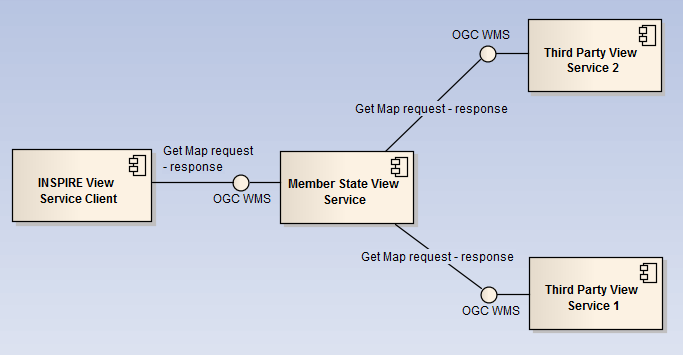 OGC WMS
Third Party View
Service 2
Get Map request - response
Get Map request
- response
INSPIRE View
Service Client
OGC WMS
Member State View
Service
Get Map request - response
Third Party View
Service 1
OGC WMS